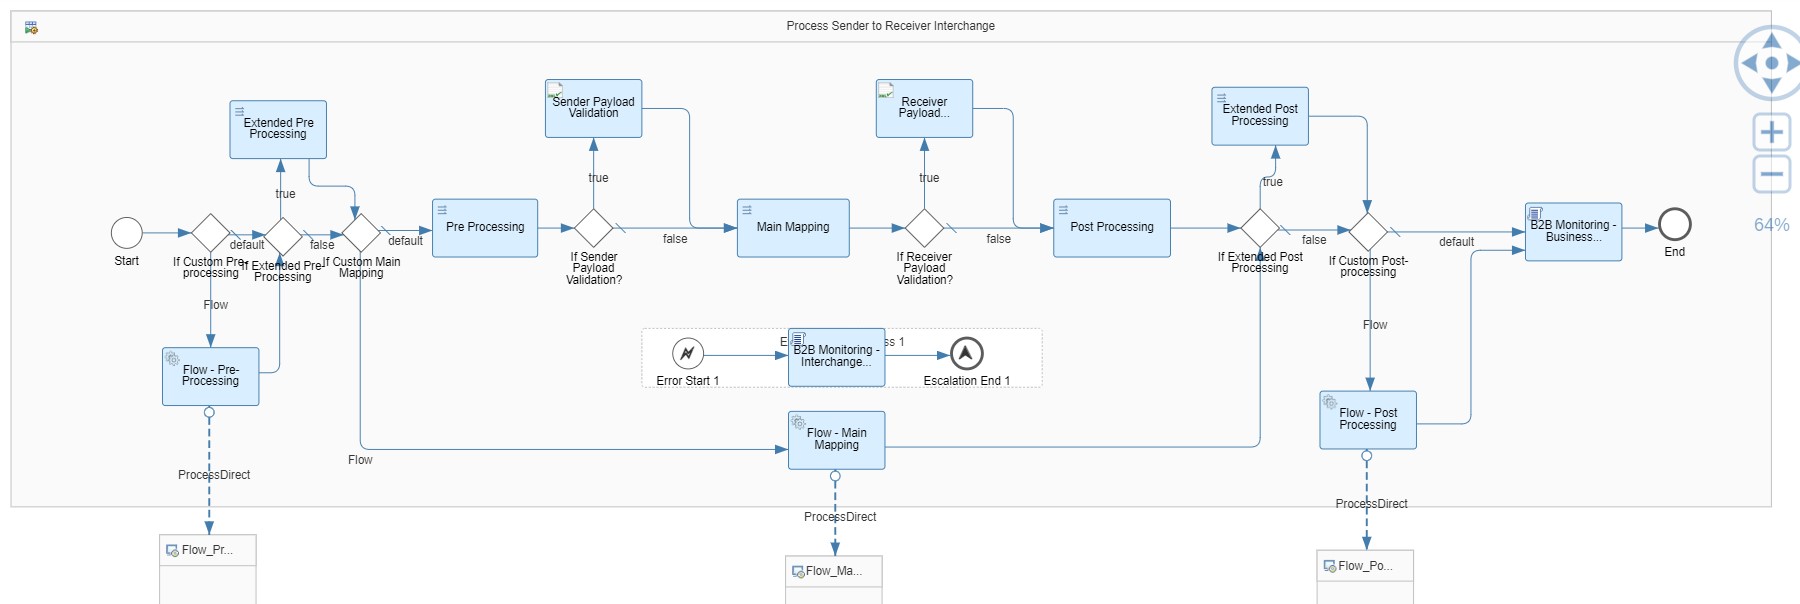 Process Sender to Receiver Interchange
Extended Pre
Processing
Sender Payload
Validation
Receiver
Payload...
Extended Post
Processing
true
true
true
true
Start
default
false
default
Pre Processing
false
Main Mapping
false
Post Processing
false
default
B2B Monitoring -
Business...
End
64%
If Custom Pre-
processing
If Extended Pre-
Processing
If Custom Main
Mapping
If Sender
Payload
Validation?
If Receiver
Payload
Validation?
If Extended Post
Processing
If Custom Post-
processing
Flow
Flow
Flow - Pre-
Processing
ss 1
Error Start 1
B2B Monitoring -
Interchange...
Escalation End 1
Flow - Main
Mapping
Flow - Post
Processing
Flow
ProcessDirect
ProcessDirect
ProcessDirect
Flow_Pr...
Flow_Ma...
Flow_Po...